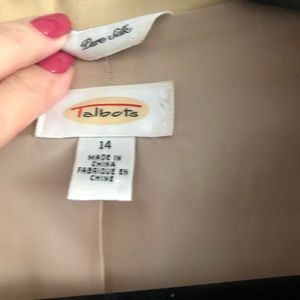 Pure Silk
Talbots
14
MADE IN
CHINA
FABRIQUE EN
CHINE